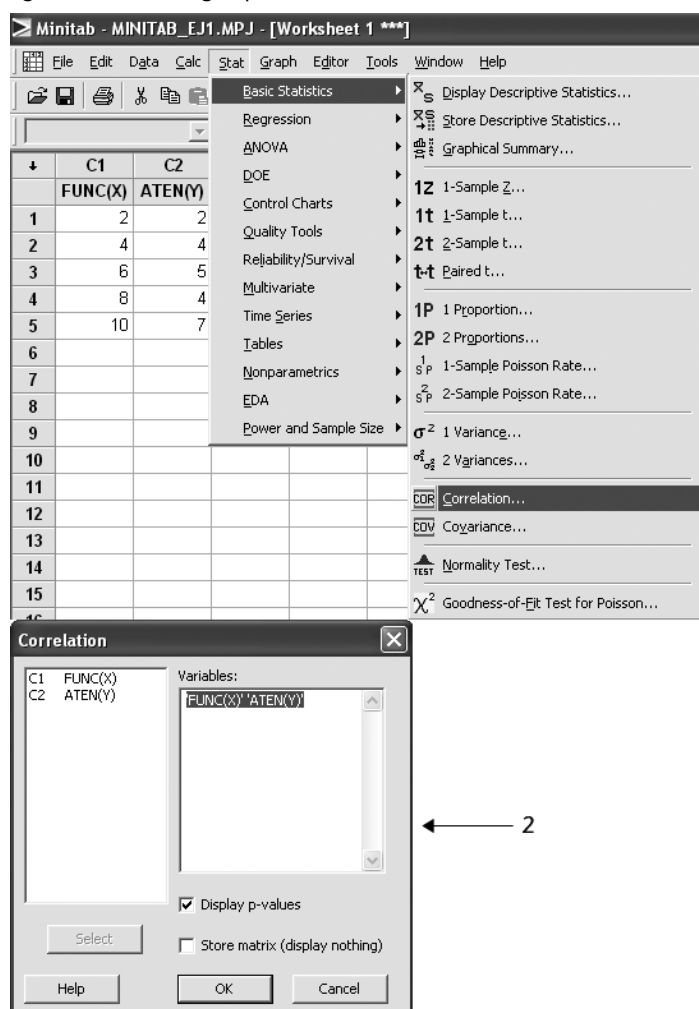 Minitab - MINITAB_EJ1.MPJ - [Worksheet 1 ***]
File Edit Data Calc Stat Graph Editor Tools Window Help
Basic Statistics
Regression
ANOVA
DOE
Control Charts
Quality Tools
Reliability/Survival
Multivariate
Time Series
Tables
Nonparametrics
EDA
Power and Sample Size
Display Descriptive Statistics...
Store Descriptive Statistics...
Graphical Summary...
1Z 1-Sample Z...
1t 1-Sample t...
2t 2-Sample t...
t-t Paired t...
1P 1 Proportion...
2P 2 Proportions...
1-Sample Poisson Rate...
2-Sample Poisson Rate...
σ² 1 Variance...
2 Variances...
COR Correlation...
COV Covariance...
TEST Normality Test...
χ² Goodness-of-Fit Test for Poisson...
C1 C2
FUNC(X) ATEN(Y)
1 2 2
2 4 4
3 6 5
4 8 4
5 10 7
6
7
8
9
10
11
12
13
14
15
Correlation
C1 FUNC(X)
C2 ATEN(Y)
Variables:
'FUNC(X)' 'ATEN(Y)'
Display p-values
Select
Store matrix (display nothing)
Help OK Cancel
2